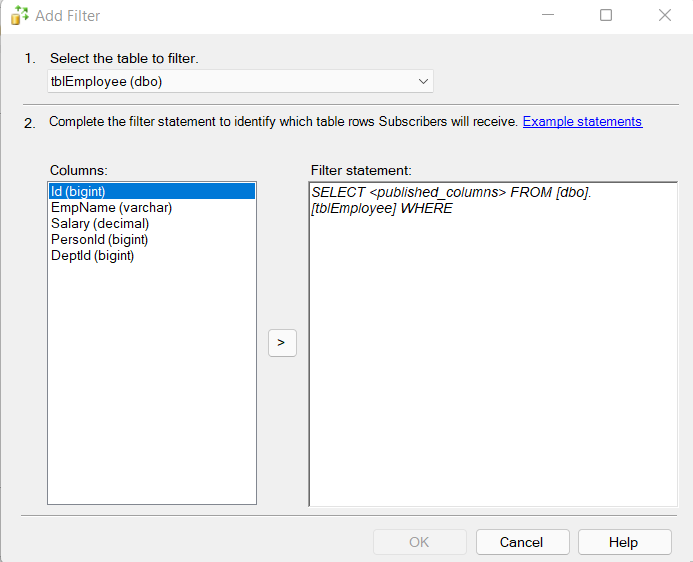 Add Filter
1. Select the table to filter.
tblEmployee (dbo)
2. Complete the filter statement to identify which table rows Subscribers will receive. Example statements
Columns:
Id (bigint)
EmpName (varchar)
Salary (decimal)
PersonId (bigint)
DeptId (bigint)
>
Filter statement:
SELECT <published_columns> FROM [dbo].
[tblEmployee] WHERE
OK
Cancel
Help